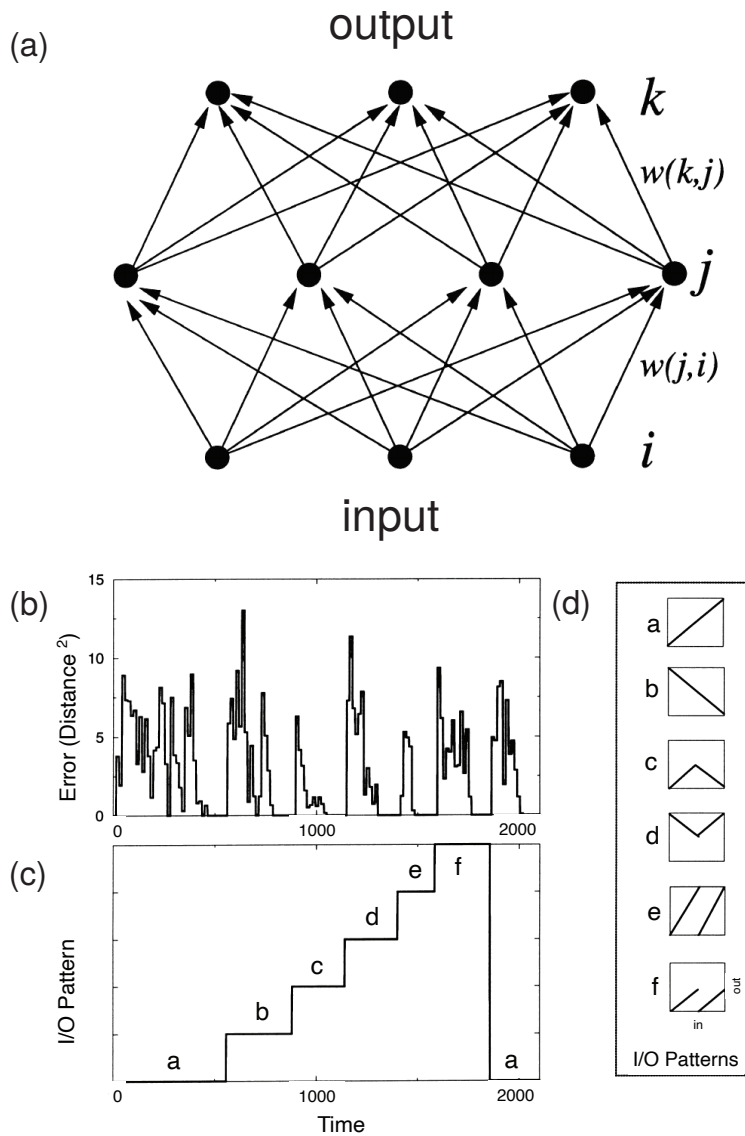 (a)
output
k
w(k,j)
j
w(j,i)
i
input
(b)
15
10
5
0
Error (Distance 2)
0 1000 2000
(c)
I/O Pattern
a
b
c
d
e
f
a
0 1000 2000
Time
(d)
a
b
c
d
e
f
out
in
I/O Patterns